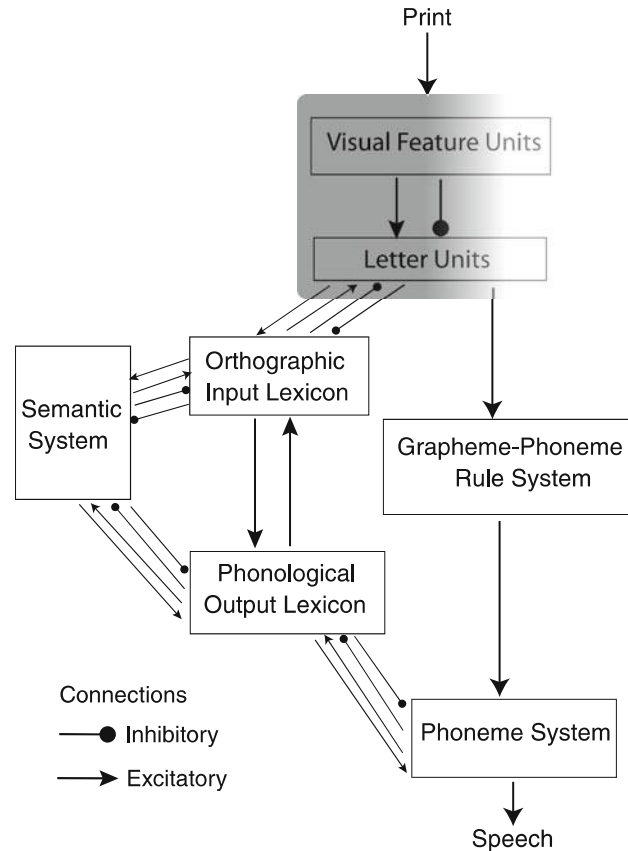 Print
Visual Feature Units
Letter Units
Orthographic
Input Lexicon
Semantic
System
Grapheme-Phoneme
Rule System
Phonological
Output Lexicon
Connections
Inhibitory
Excitatory
Phoneme System
Speech